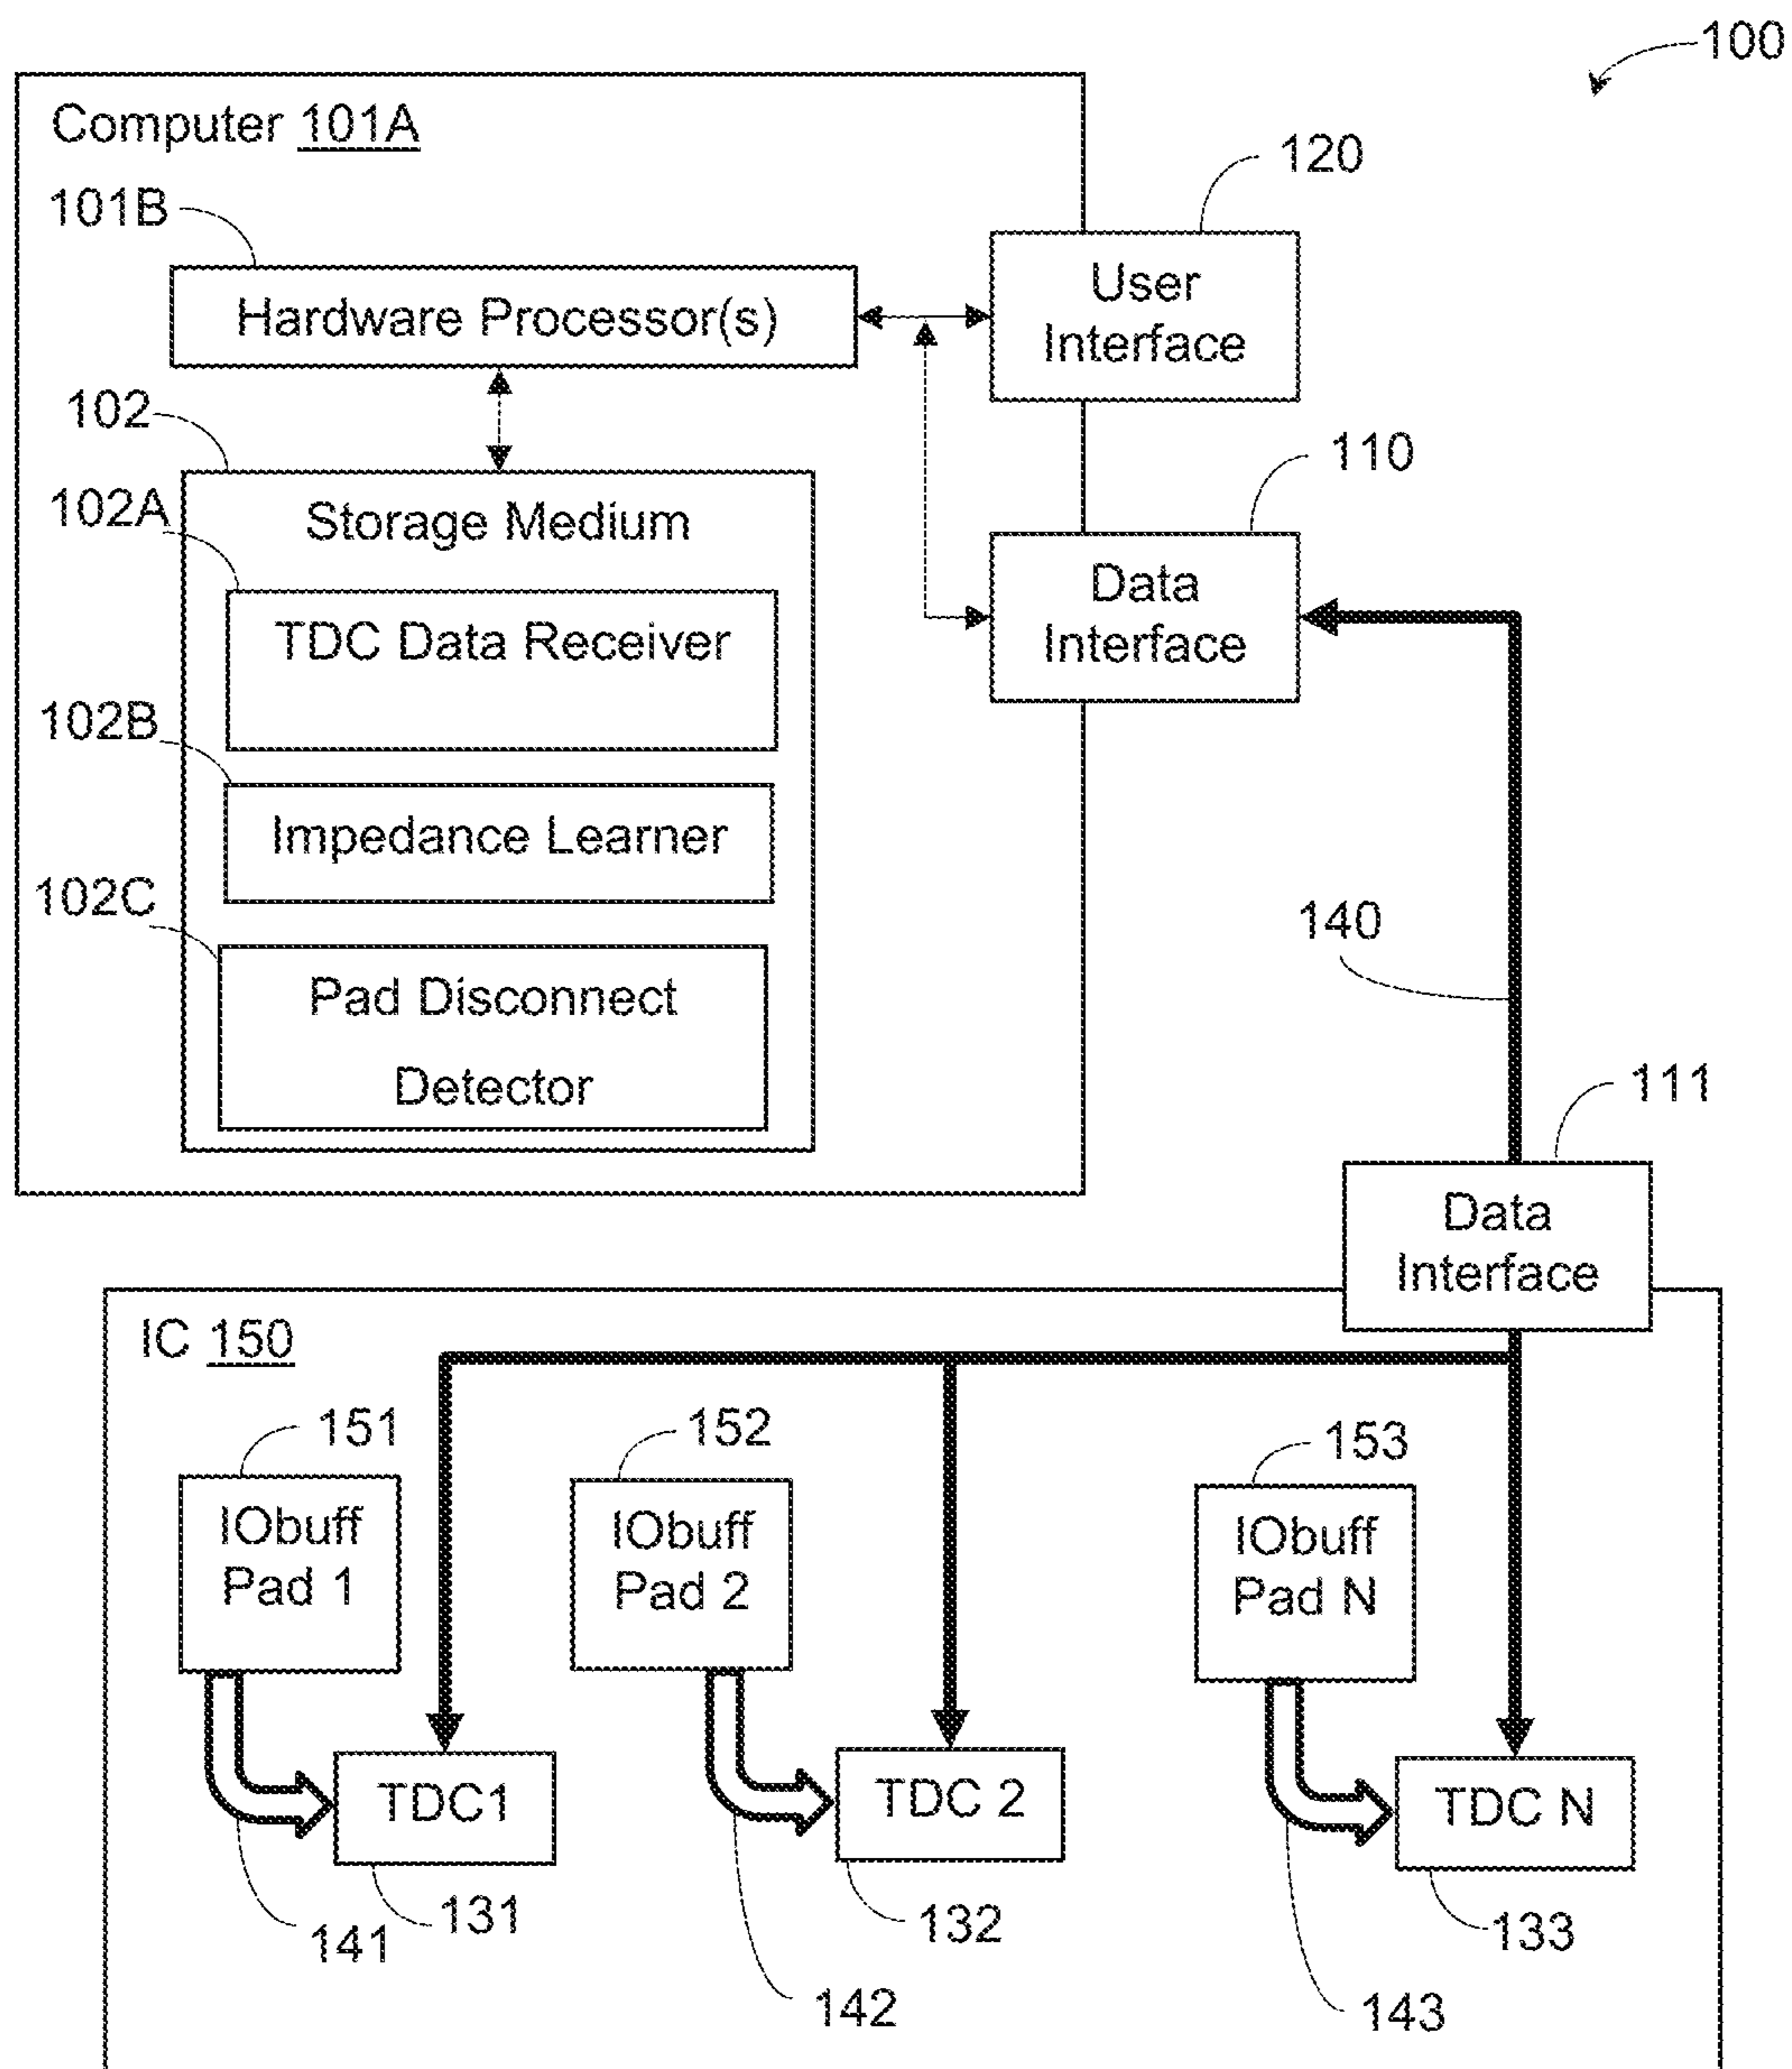 100
Computer 101A
120
101B
User
Interface
Hardware Processor(s)
102
110
102A
Storage Medium
Data
Interface
TDC Data Receiver
102B
Impedance Learner
102C
140
Pad Disconnect
Detector
111
Data
Interface
IC 150
151
152
153
IObuff
Pad 1
IObuff
Pad 2
IObuff
Pad N
TDC1
TDC 2
TDC N
141
131
132
133
142
143